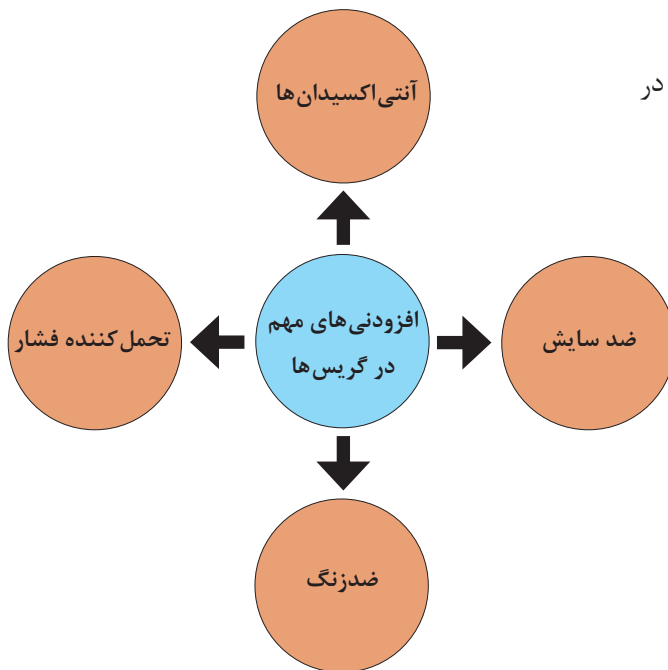 در
آنتی‌اکسیدان‌ها
افزودنی‌های مهم
در گریس‌ها
ضد سایش
تحمل‌کننده فشار
ضدزنگ